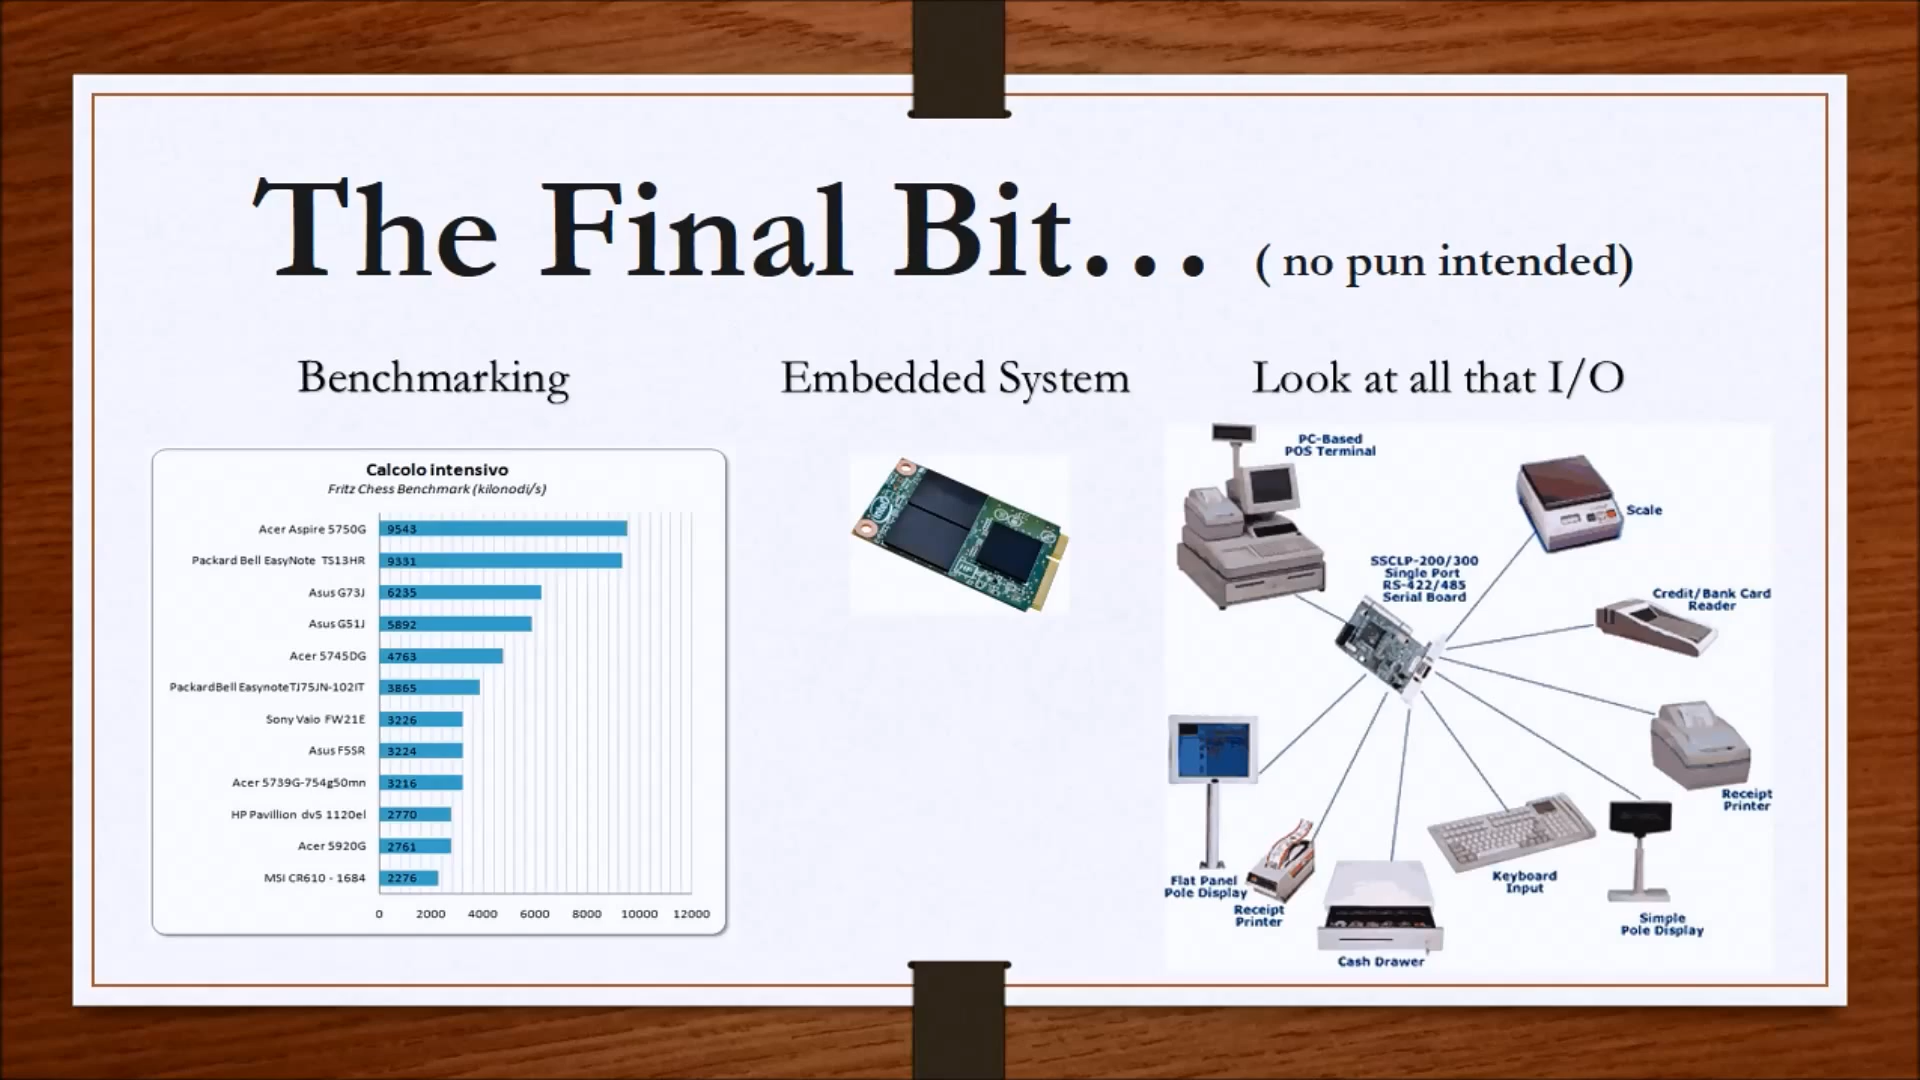 The Final Bit... ( no pun intended)
Benchmarking
Embedded System
Look at all that I/O
Calcolo intensivo
Fritz Chess Benchmark (kilonodi/s)
Acer Aspire 5750G 9543
Packard Bell EasyNote TS13HR 9331
Asus G73J 6235
Asus G51J 5892
Acer 5745DG 4763
PackardBell EasynoteTJ75JN-102IT 3865
Sony Vaio FW21E 3226
Asus F5SR 3224
Acer 5739G-754g50mn 3216
HP Pavillion dv5 1120el 2770
Acer 5920G 2761
MSI CR610 - 1684 2276
0 2000 4000 6000 8000 10000 12000
intel
PC-Based
POS Terminal
Scale
SSCLP-200/300
Single Port
RS-422/485
Serial Board
Credit/Bank Card
Reader
Receipt
Printer
Flat Panel
Pole Display
Receipt
Printer
Keyboard
Input
Simple
Pole Display
Cash Drawer